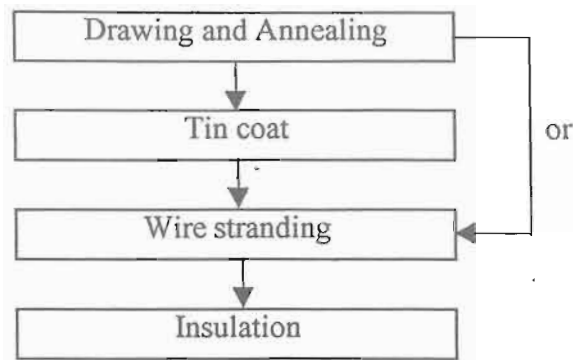 Drawing and Annealing
Tin coat
or
Wire stranding
Insulation